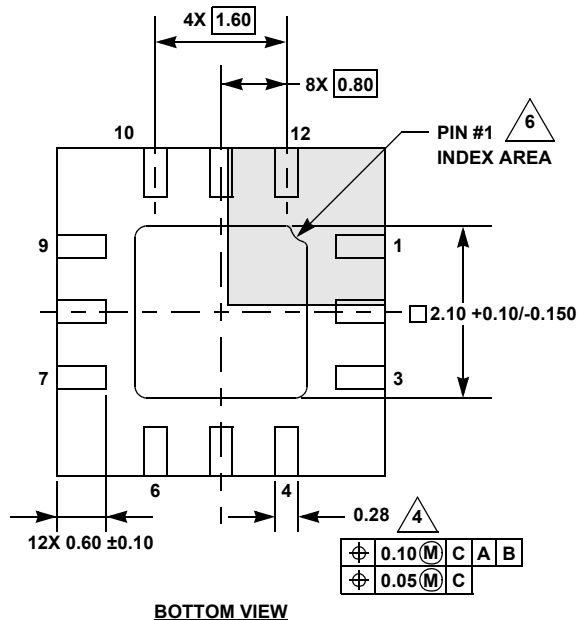 4X 1.60
8X 0.80
10
12
PIN #1 6
INDEX AREA
9
1
□ 2.10 +0.10/-0.150
7
3
6
4
12X 0.60 ±0.10
0.28 4
⌖ 0.10 Ⓜ C A B
⌖ 0.05 Ⓜ C
BOTTOM VIEW